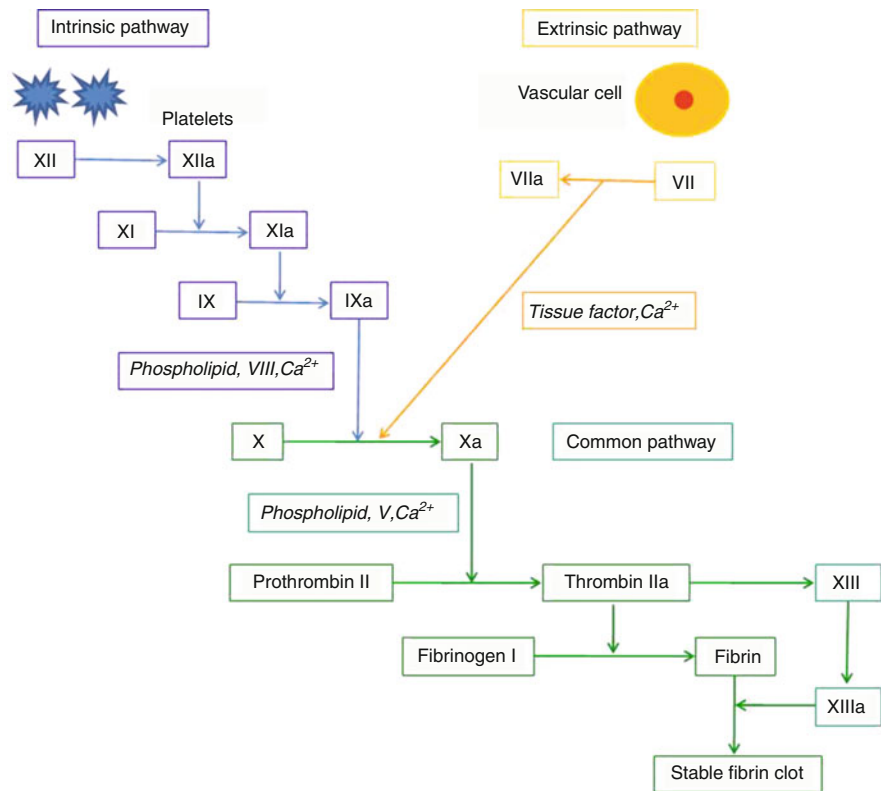 Intrinsic pathway
Extrinsic pathway
Vascular cell
Platelets
XII
XIIa
VIIa
VII
XI
XIa
IX
IXa
Tissue factor,Ca²⁺
Phospholipid, VIII,Ca²⁺
X
Xa
Common pathway
Phospholipid, V,Ca²⁺
Prothrombin II
Thrombin IIa
XIII
Fibrinogen I
Fibrin
XIIIa
Stable fibrin clot